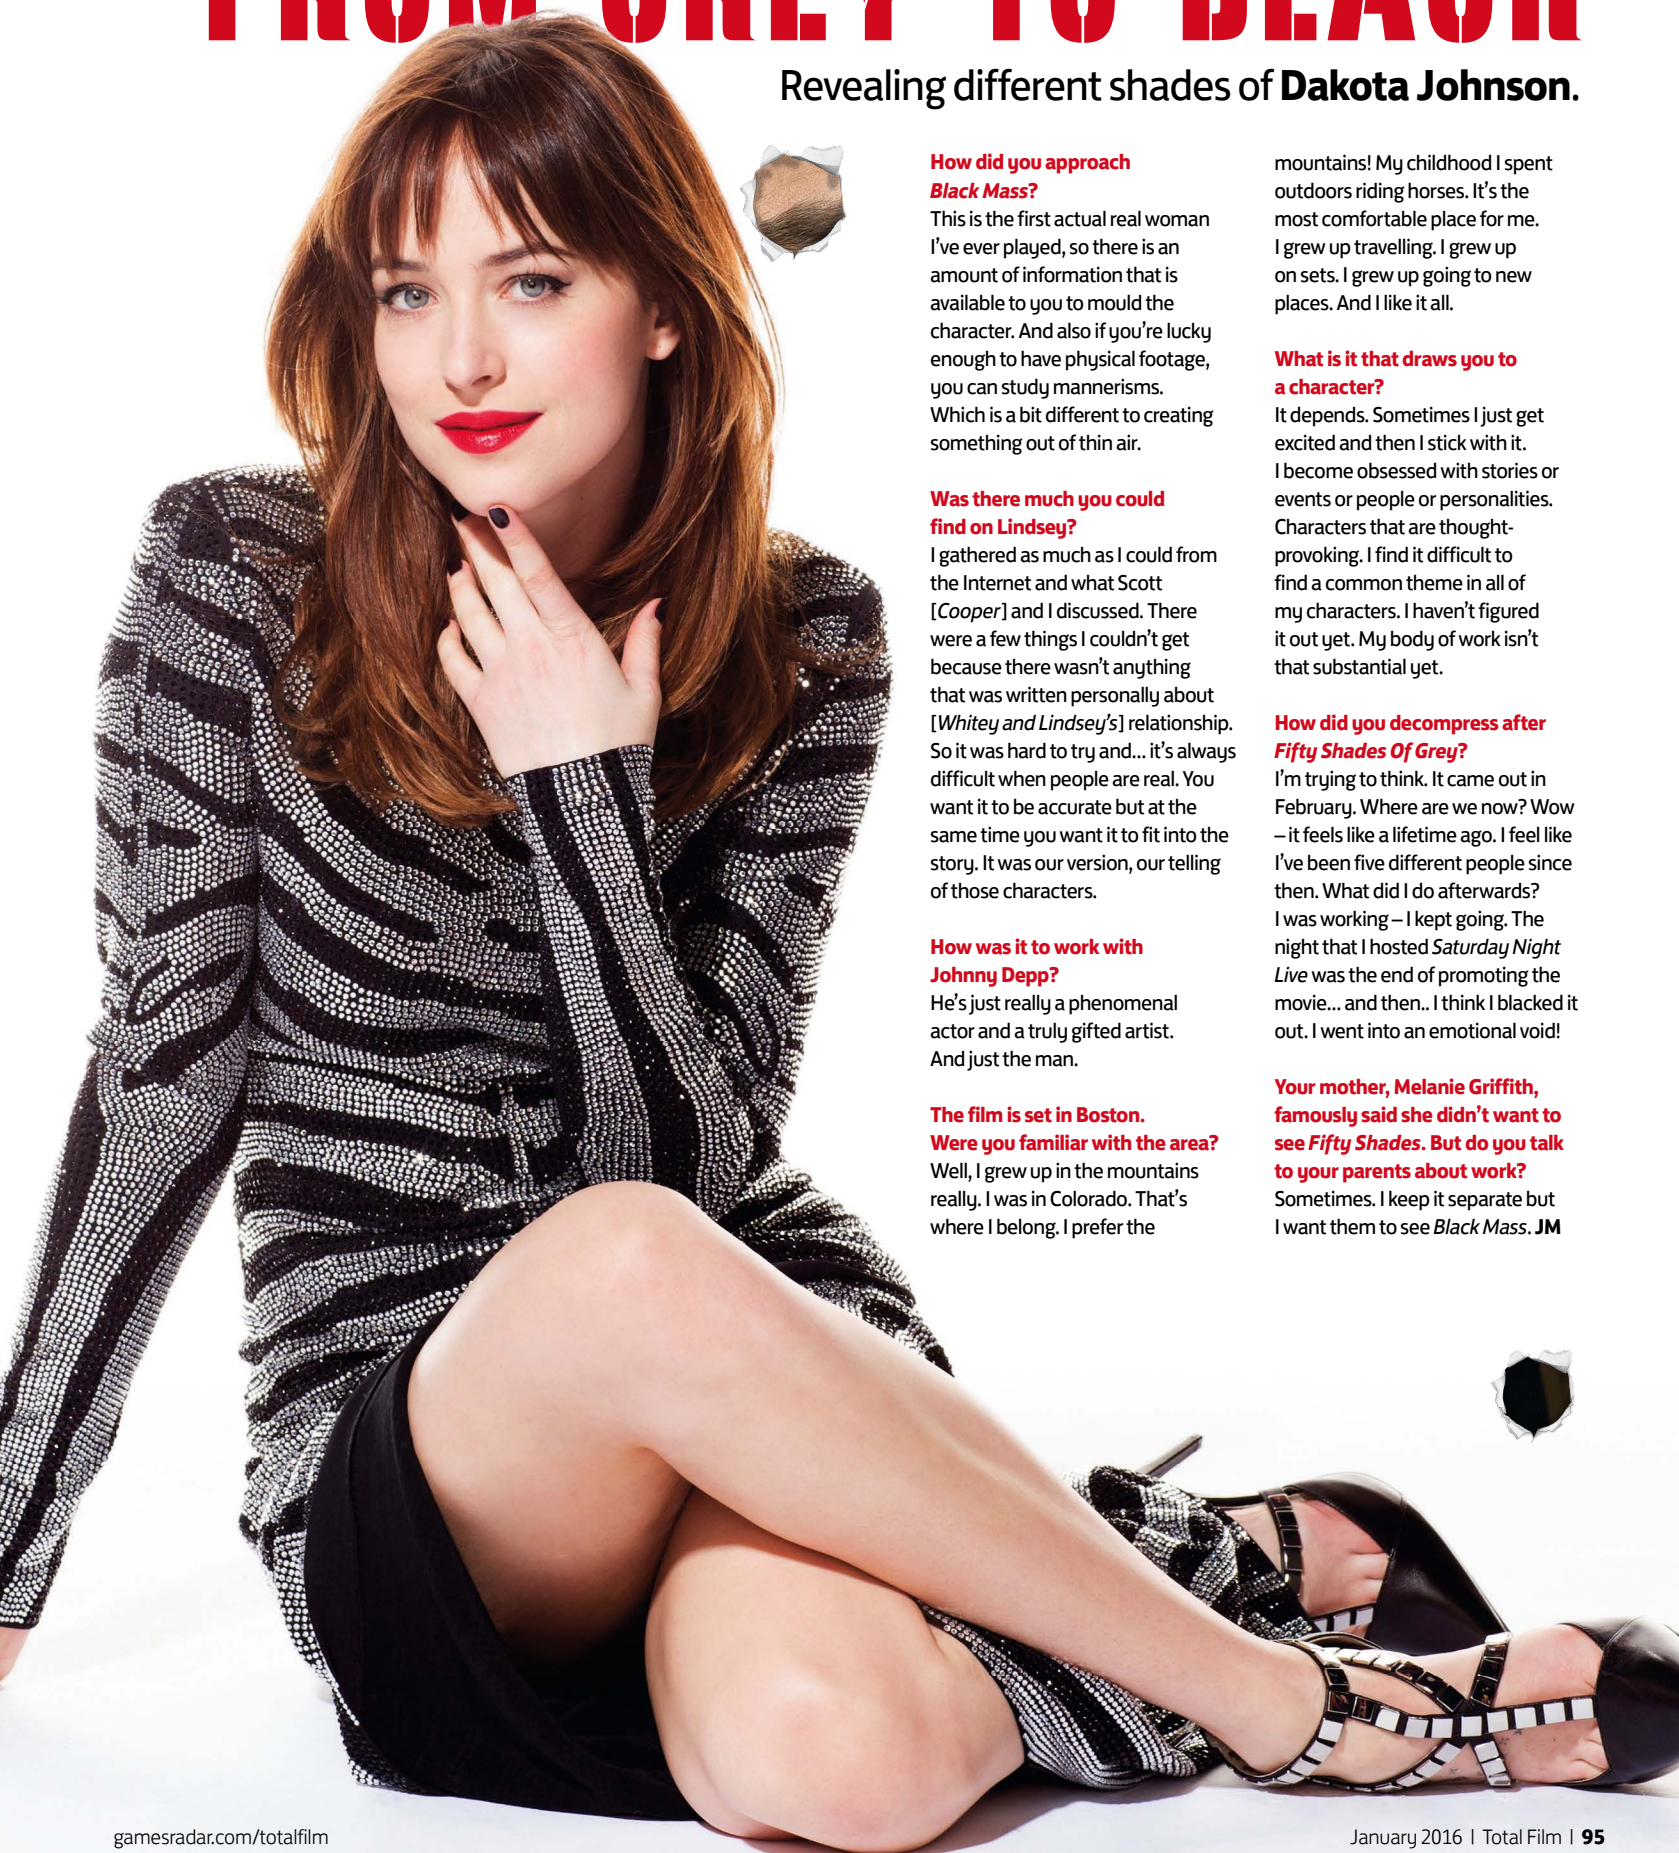 FROM GREY TO BLACK
Revealing different shades of Dakota Johnson.
How did you approach
Black Mass?
This is the first actual real woman
I've ever played, so there is an
amount of information that is
available to you to mould the
character. And also if you're lucky
enough to have physical footage,
you can study mannerisms.
Which is a bit different to creating
something out of thin air.
Was there much you could
find on Lindsey?
I gathered as much as I could from
the Internet and what Scott
[Cooper] and I discussed. There
were a few things I couldn't get
because there wasn't anything
that was written personally about
[Whitey and Lindsey's] relationship.
So it was hard to try and... it's always
difficult when people are real. You
want it to be accurate but at the
same time you want it to fit into the
story. It was our version, our telling
of those characters.
How was it to work with
Johnny Depp?
He's just really a phenomenal
actor and a truly gifted artist.
And just the man.
The film is set in Boston.
Were you familiar with the area?
Well, I grew up in the mountains
really. I was in Colorado. That's
where I belong. I prefer the
mountains! My childhood I spent
outdoors riding horses. It's the
most comfortable place for me.
I grew up travelling. I grew up
on sets. I grew up going to new
places. And I like it all.
What is it that draws you to
a character?
It depends. Sometimes I just get
excited and then I stick with it.
I become obsessed with stories or
events or people or personalities.
Characters that are thought-
provoking. I find it difficult to
find a common theme in all of
my characters. I haven't figured
it out yet. My body of work isn't
that substantial yet.
How did you decompress after
Fifty Shades Of Grey?
I'm trying to think. It came out in
February. Where are we now? Wow
– it feels like a lifetime ago. I feel like
I've been five different people since
then. What did I do afterwards?
I was working – I kept going. The
night that I hosted Saturday Night
Live was the end of promoting the
movie... and then.. I think I blacked it
out. I went into an emotional void!
Your mother, Melanie Griffith,
famously said she didn't want to
see Fifty Shades. But do you talk
to your parents about work?
Sometimes. I keep it separate but
I want them to see Black Mass. JM
gamesradar.com/totalfilm
January 2016 | Total Film | 95